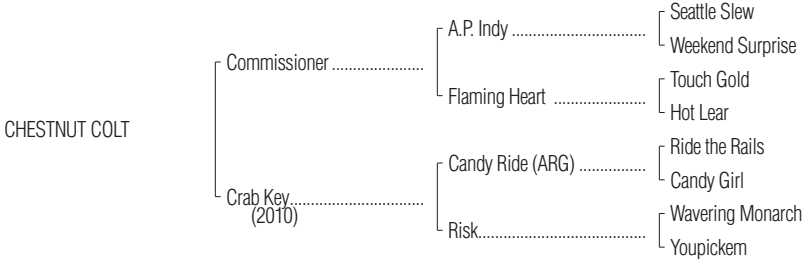 Seattle Slew
A.P. Indy ................................
Weekend Surprise
Commissioner ......................
Touch Gold
Flaming Heart ......................
Hot Lear
CHESTNUT COLT
Ride the Rails
Candy Ride (ARG) ................
Candy Girl
Crab Key................................
(2010)
Wavering Monarch
Risk........................................
Youpickem